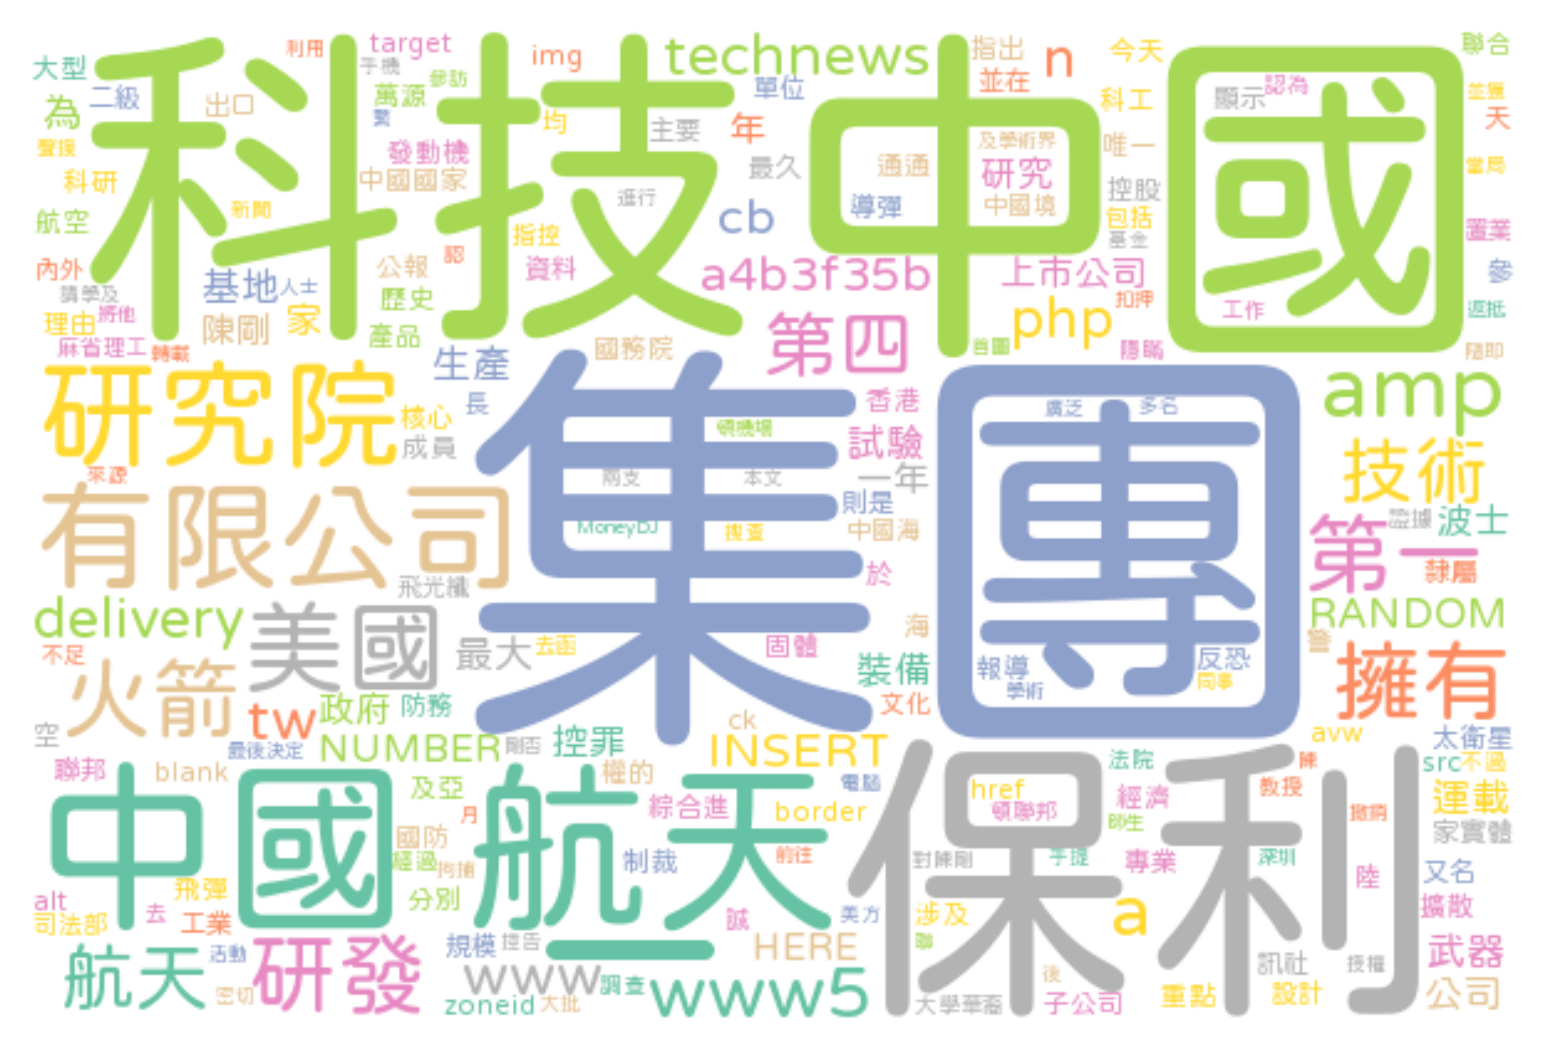 科技中國
集團
保利
中國航天
一
研究院
有限公司
火箭
美國
研發
航天
第一
擁有
第四
技術
amp
php
technews
n
a4b3f35b
cb
上市公司
delivery
tw
NUMBER
INSERT
RANDOM
HERE
www
www5
a
大型
二級
為
聲援
科研
航空
內外
請學及
理由
將他
麻省理工
轉載
利用
手機
target
參訪
萬源
出口
發動機
中國國家
新聞
基地
人士
陳剛
家
公報
歷史
產品
認
img
均
單位
主要
年
最久
進行
指控
資料
導彈
通通
指出
並在
及學術界
研究
中國境
今天
科工
唯一
控股
包括
基金
扣押
顯示
認為
聯合
並獲
天
當局
置業
參
返抵
隨即
工作
隱瞞
首圖
國務院
生產
長
核心
成員
來源
飛光纖
香港
試驗
一年
則是
中國海
於
海
裝備
文化
頓機場
兩支
本文
MoneyDJ
搜查
廣泛
多名
報導
學術
反恐
同事
固體
最大
去函
不足
政府
防務
空
最後決定
剛否
控罪
ck
權的
聯邦
blank
及亞
國防
月
經過
拘捕
分別
綜合進
border
電腦
制裁
前往
alt
司法部
去
飛彈
工業
活動
密切
規模
控告
zoneid
大批
調查
誠
美方
href
頓聯邦
對陳剛
手提
法院
經濟
師生
專業
陳
教授
深圳
涉及
大學華裔
後
子公司
重點
訊社
設計
授權
撤銷
陸
avw
太衛星
src
不過
運載
家實體
又名
擴散
武器
公司
波士
證據
隸屬